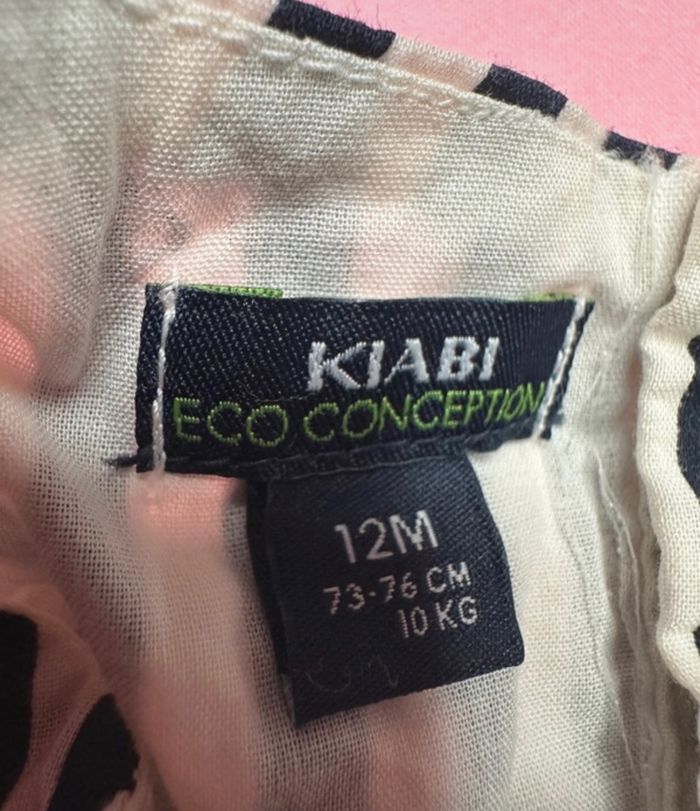 KIABI
ECO CONCEPTION
12M
73-76 CM
10 KG